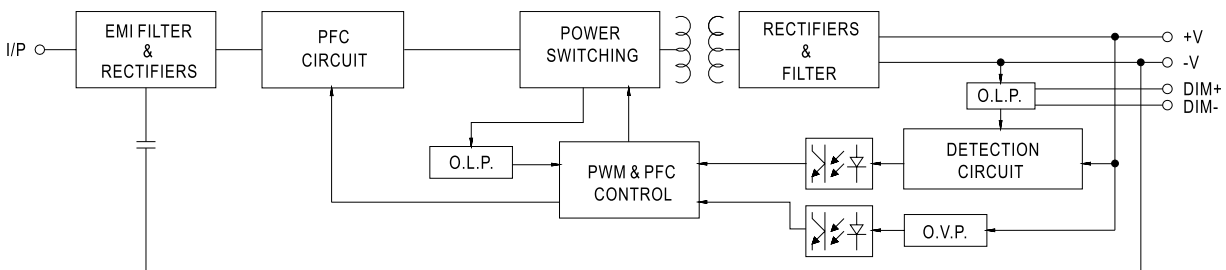 I/P
EMI FILTER
&
RECTIFIERS
PFC
CIRCUIT
POWER
SWITCHING
RECTIFIERS
&
FILTER
+V
-V
DIM+
DIM-
O.L.P.
O.L.P.
PWM & PFC
CONTROL
DETECTION
CIRCUIT
O.V.P.